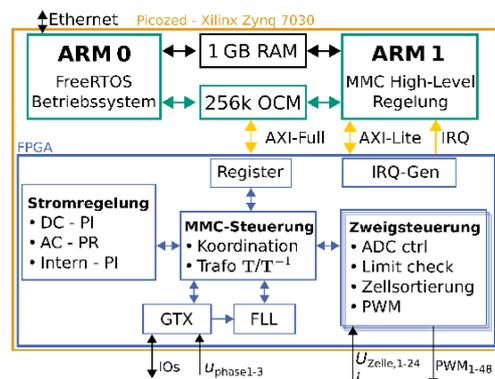 Ethernet
Picozed - Xilinx Zynq 7030
ARM 0
FreeRTOS
Betriebssystem
1 GB RAM
256k OCM
ARM 1
MMC High-Level
Regelung
AXI-Full
AXI-Lite
IRQ
FPGA
Register
IRQ-Gen
Stromregelung
• DC - PI
• AC - PR
• Intern - PI
MMC-Steuerung
• Koordination
• Trafo T/T⁻¹
Zweigsteuerung
• ADC ctrl
• Limit check
• Zellsortierung
• PWM
GTX
FLL
IOs
uphase1-3
UZelle,1-24
PWM1-48